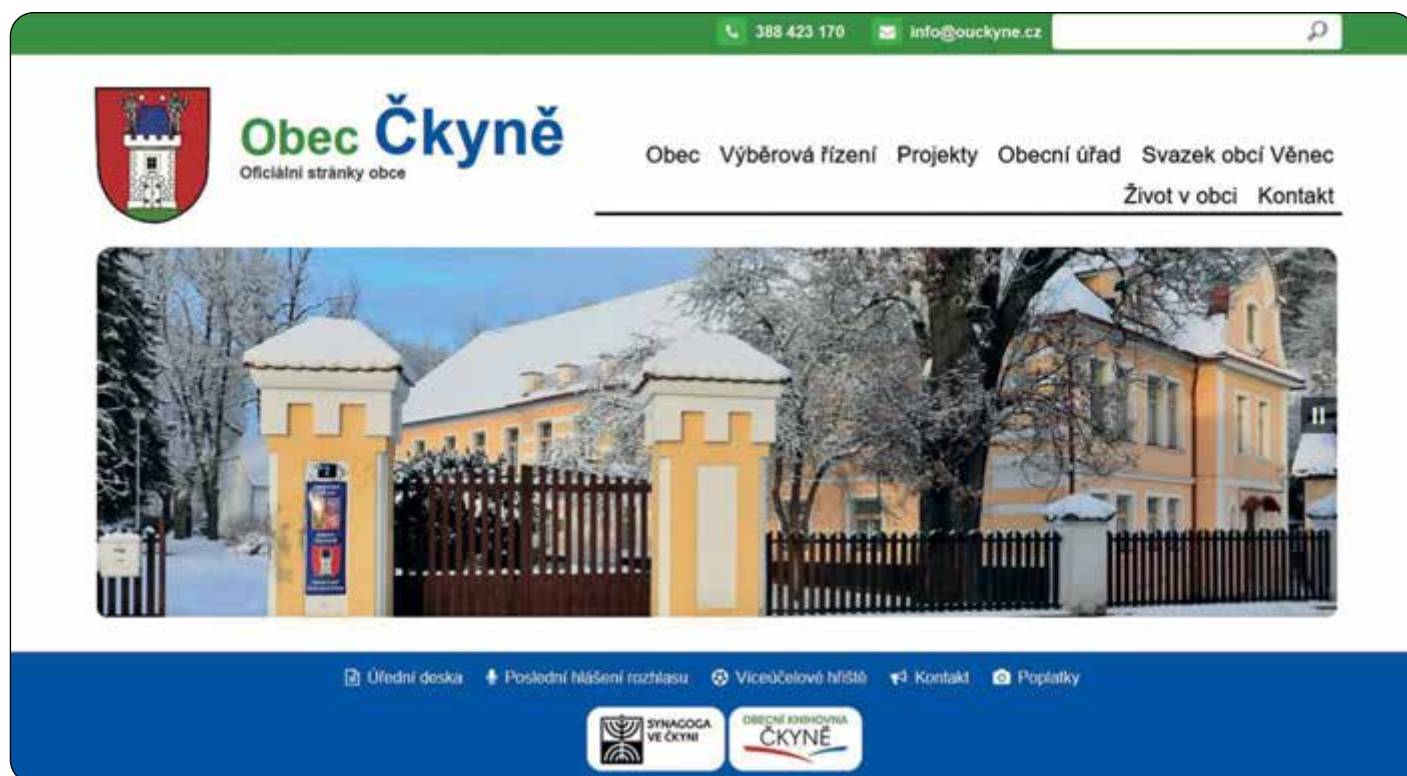 388 423 170 info@ouckyne.cz
Obec Čkyně
Oficiální stránky obce
Obec Výběrová řízení Projekty Obecní úřad Svazek obcí Věnec
Život v obci Kontakt
Úřední deska Poslední hlášení rozhlasu Víceúčelové hřiště Kontakt Poplatky
SYNAGOGA
VE ČKYNI
OBECNÍ KNIHOVNA
ČKYNĚ